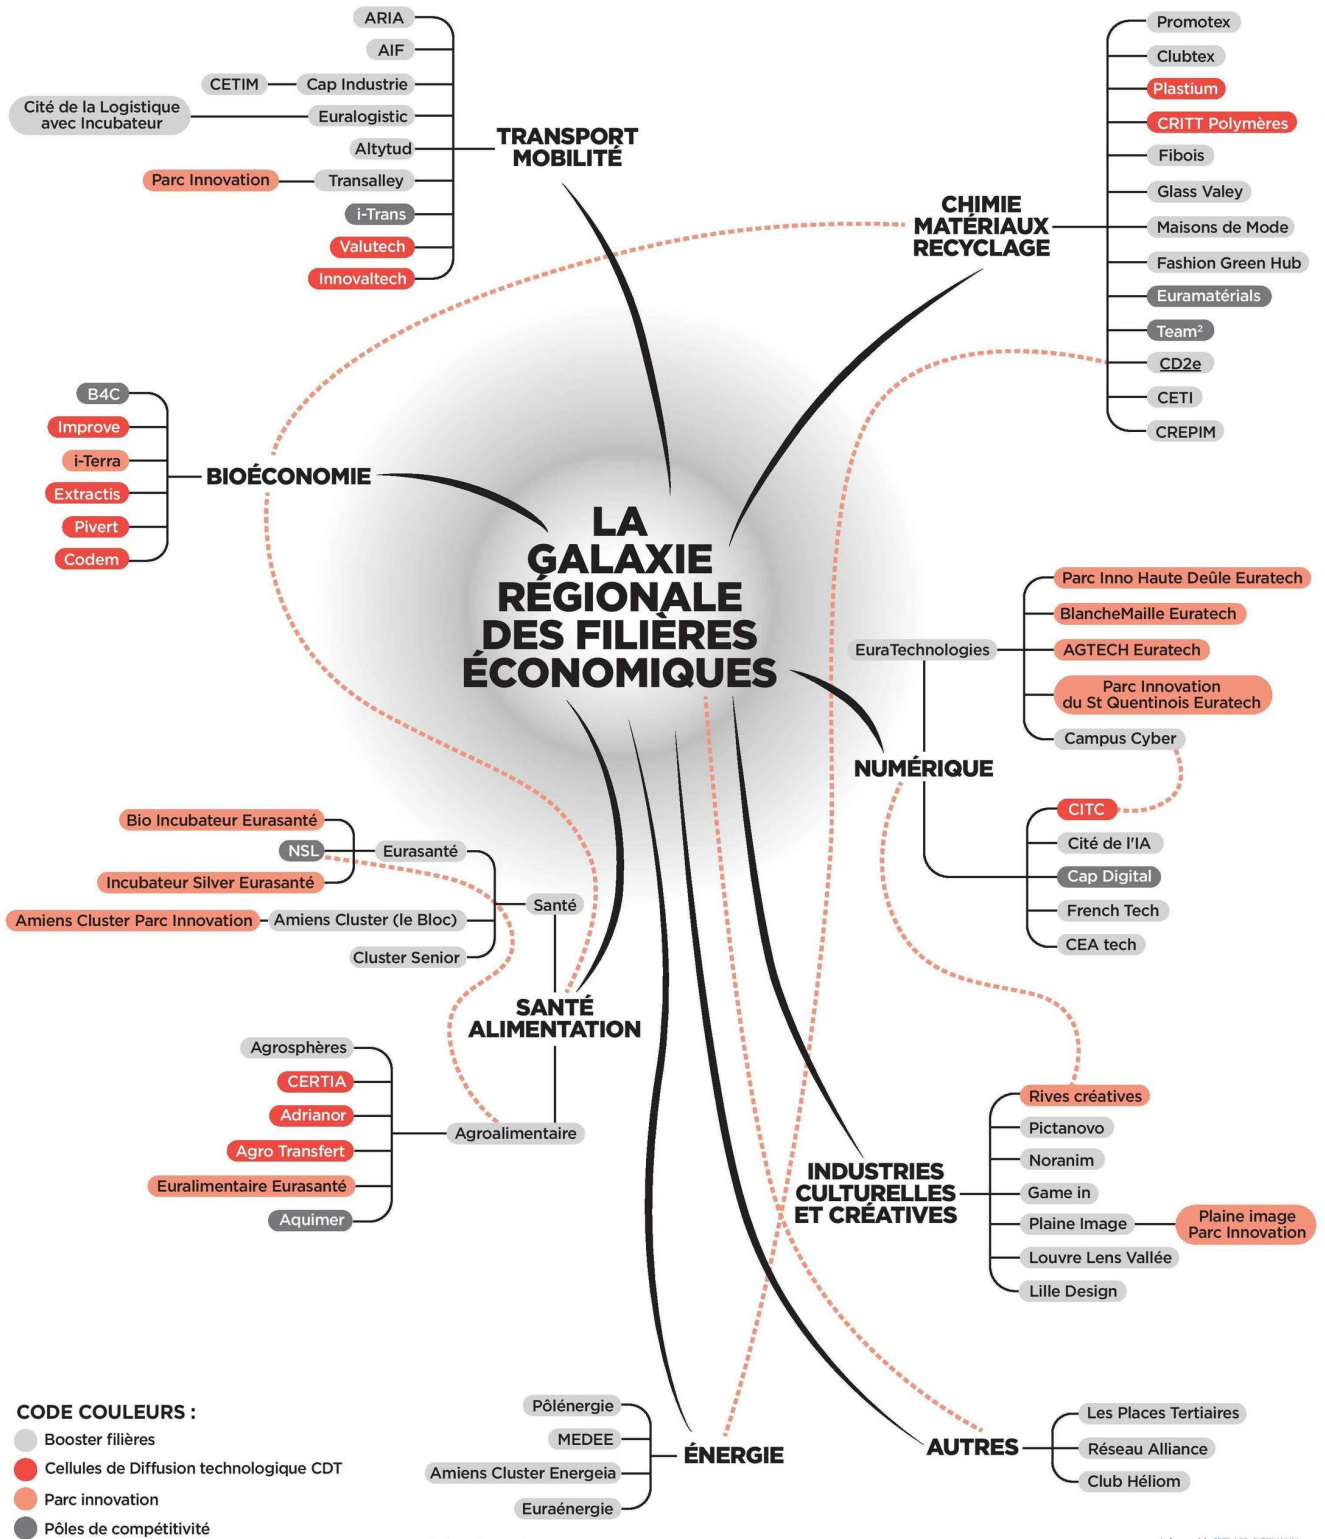 ARIA
AIF
CETIM
Cap Industrie
Cité de la Logistique
avec Incubateur
Euralogistic
Altytud
Parc Innovation
Transalley
i-Trans
Valutech
Innovaltech
TRANSPORT
MOBILITÉ
Promotex
Clubtex
Plastium
CRITT Polymères
Fibois
Glass Valey
Maisons de Mode
Fashion Green Hub
Euramatérials
Team²
CD2e
CETI
CREPIM
CHIMIE
MATÉRIAUX
RECYCLAGE
B4C
Improve
i-Terra
Extractis
Pivert
Codem
BIOÉCONOMIE
LA
GALAXIE
RÉGIONALE
DES FILIÈRES
ÉCONOMIQUES
Parc Inno Haute Deûle Euratech
BlancheMaille Euratech
EuraTechnologies
AGTECH Euratech
Parc Innovation
du St Quentinois Euratech
Campus Cyber
NUMÉRIQUE
CITC
Cité de l'IA
Cap Digital
French Tech
CEA tech
Bio Incubateur Eurasanté
NSL
Eurasanté
Incubateur Silver Eurasanté
Santé
Amiens Cluster Parc Innovation
Amiens Cluster (le Bloc)
Cluster Senior
SANTÉ
ALIMENTATION
Agrosphères
CERTIA
Adrianor
Agroalimentaire
Agro Transfert
Euralimentaire Eurasanté
Aquimer
Rives créatives
Pictanovo
Noranim
Game in
Plaine Image
Plaine image
Parc Innovation
Louvre Lens Vallée
Lille Design
INDUSTRIES
CULTURELLES
ET CRÉATIVES
Pôlénergie
MEDEE
Amiens Cluster Energeia
Euraénergie
ÉNERGIE
AUTRES
Les Places Tertiaires
Réseau Alliance
Club Héliom
CODE COULEURS :
Booster filières
Cellules de Diffusion technologique CDT
Parc innovation
Pôles de compétitivité